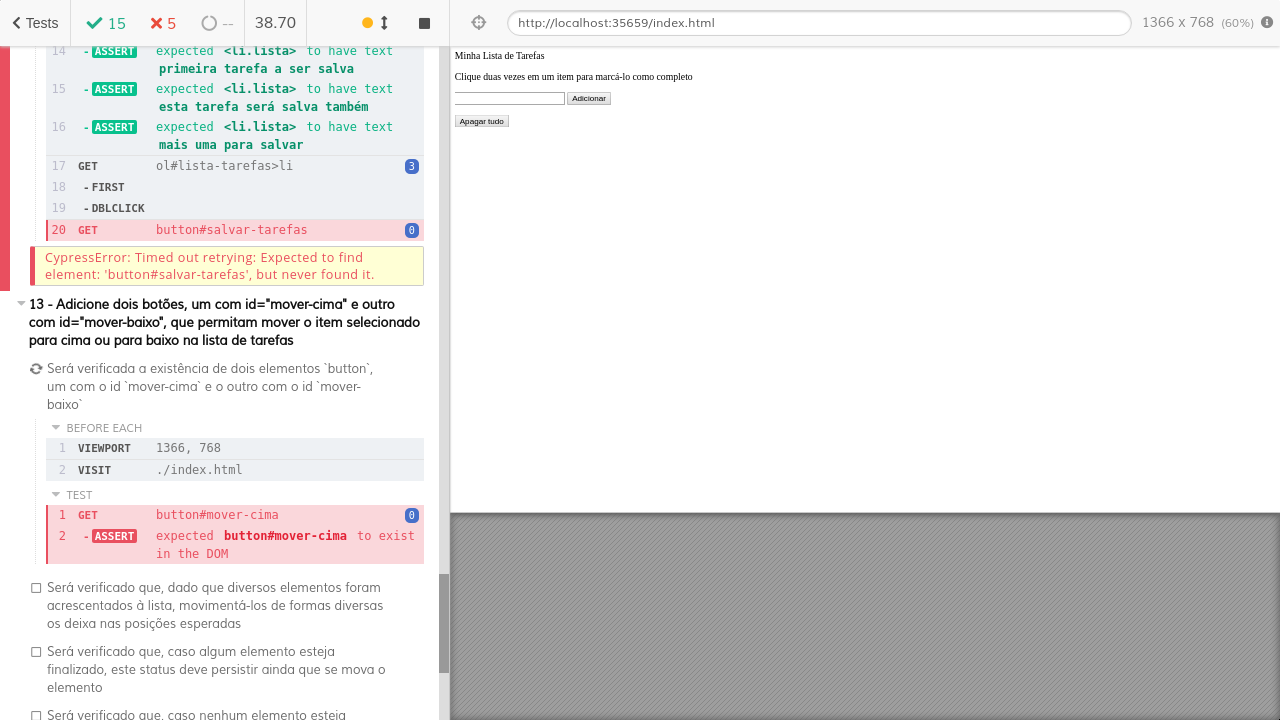 Tests 15 5 -- 38.70
http://localhost:35659/index.html 1366 x 768 (60%)
14 - ASSERT expected <li.lista> to have text
primeira tarefa a ser salva
15 - ASSERT expected <li.lista> to have text
esta tarefa será salva também
16 - ASSERT expected <li.lista> to have text
mais uma para salvar
17 GET ol#lista-tarefas>li 3
18 - FIRST
19 - DBLCLICK
20 GET button#salvar-tarefas 0
CypressError: Timed out retrying: Expected to find
element: 'button#salvar-tarefas', but never found it.
13 - Adicione dois botões, um com id="mover-cima" e outro
com id="mover-baixo", que permitam mover o item selecionado
para cima ou para baixo na lista de tarefas
Será verificada a existência de dois elementos `button`,
um com o id `mover-cima` e o outro com o id `mover-
baixo`
BEFORE EACH
1 VIEWPORT 1366, 768
2 VISIT ./index.html
TEST
1 GET button#mover-cima 0
2 - ASSERT expected button#mover-cima to exist
in the DOM
Será verificado que, dado que diversos elementos foram
acrescentados à lista, movimentá-los de formas diversas
os deixa nas posições esperadas
Será verificado que, caso algum elemento esteja
finalizado, este status deve persistir ainda que se mova o
elemento
Será verificado que, caso nenhum elemento esteja
Minha Lista de Tarefas
Clique duas vezes em um item para marcá-lo como completo
Adicionar
Apagar tudo